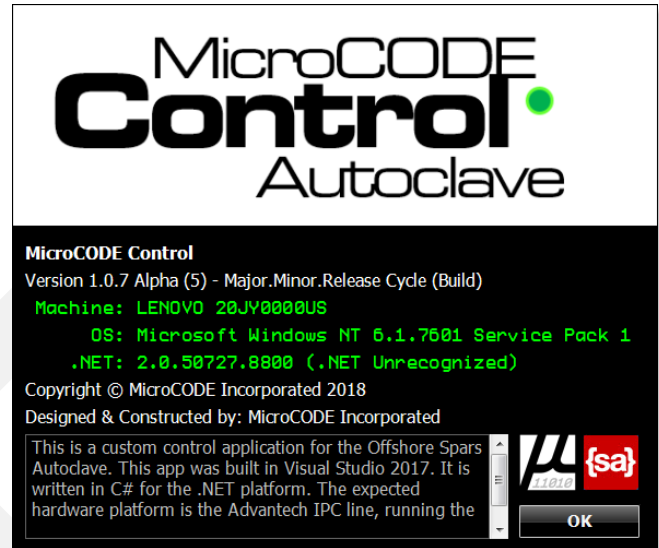 MicroCODE
Control
Autoclave
MicroCODE Control
Version 1.0.7 Alpha (5) - Major.Minor.Release Cycle (Build)
Machine: LENOVO 20JY0000US
OS: Microsoft Windows NT 6.1.7601 Service Pack 1
.NET: 2.0.50727.8800 (.NET Unrecognized)
Copyright © MicroCODE Incorporated 2018
Designed & Constructed by: MicroCODE Incorporated
This is a custom control application for the Offshore Spars
Autoclave. This app was built in Visual Studio 2017. It is
written in C# for the .NET platform. The expected
hardware platform is the Advantech IPC line, running the
μ
11010
{sa}
OK